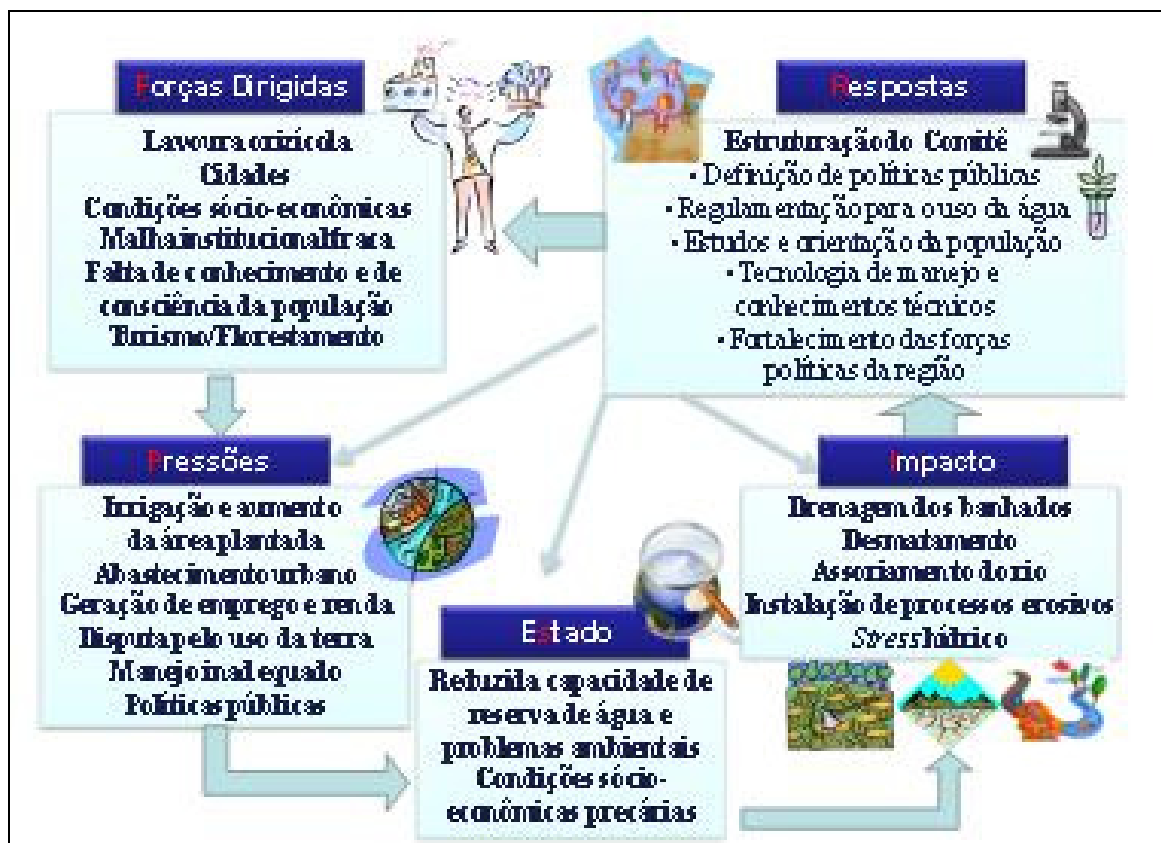 Forças Dirigidas
Lavoura orizícola
Cidades
Condições sócio-econômicas
Malha institucional fraca
Falta de conhecimento e de
consciência da população
Turismo/Florestamento
Respostas
Estruturação do Comitê
• Definição de políticas públicas
• Regulamentação para o uso da água
• Estudos e orientação da população
• Tecnologia de manejo e
conhecimentos técnicos
• Fortalecimento das forças
políticas da região
Pressões
Irrigação e aumento
da área plantada
Abastecimento urbano
Geração de emprego e renda
Disputa pelo uso da terra
Manejo inadequado
Políticas públicas
Estado
Reduzida capacidade de
reserva de água e
problemas ambientais
Condições sócio-
econômicas precárias
Impacto
Drenagem dos banhados
Desmatamento
Assoriamento do rio
Instalação de processos erosivos
Stress hídrico